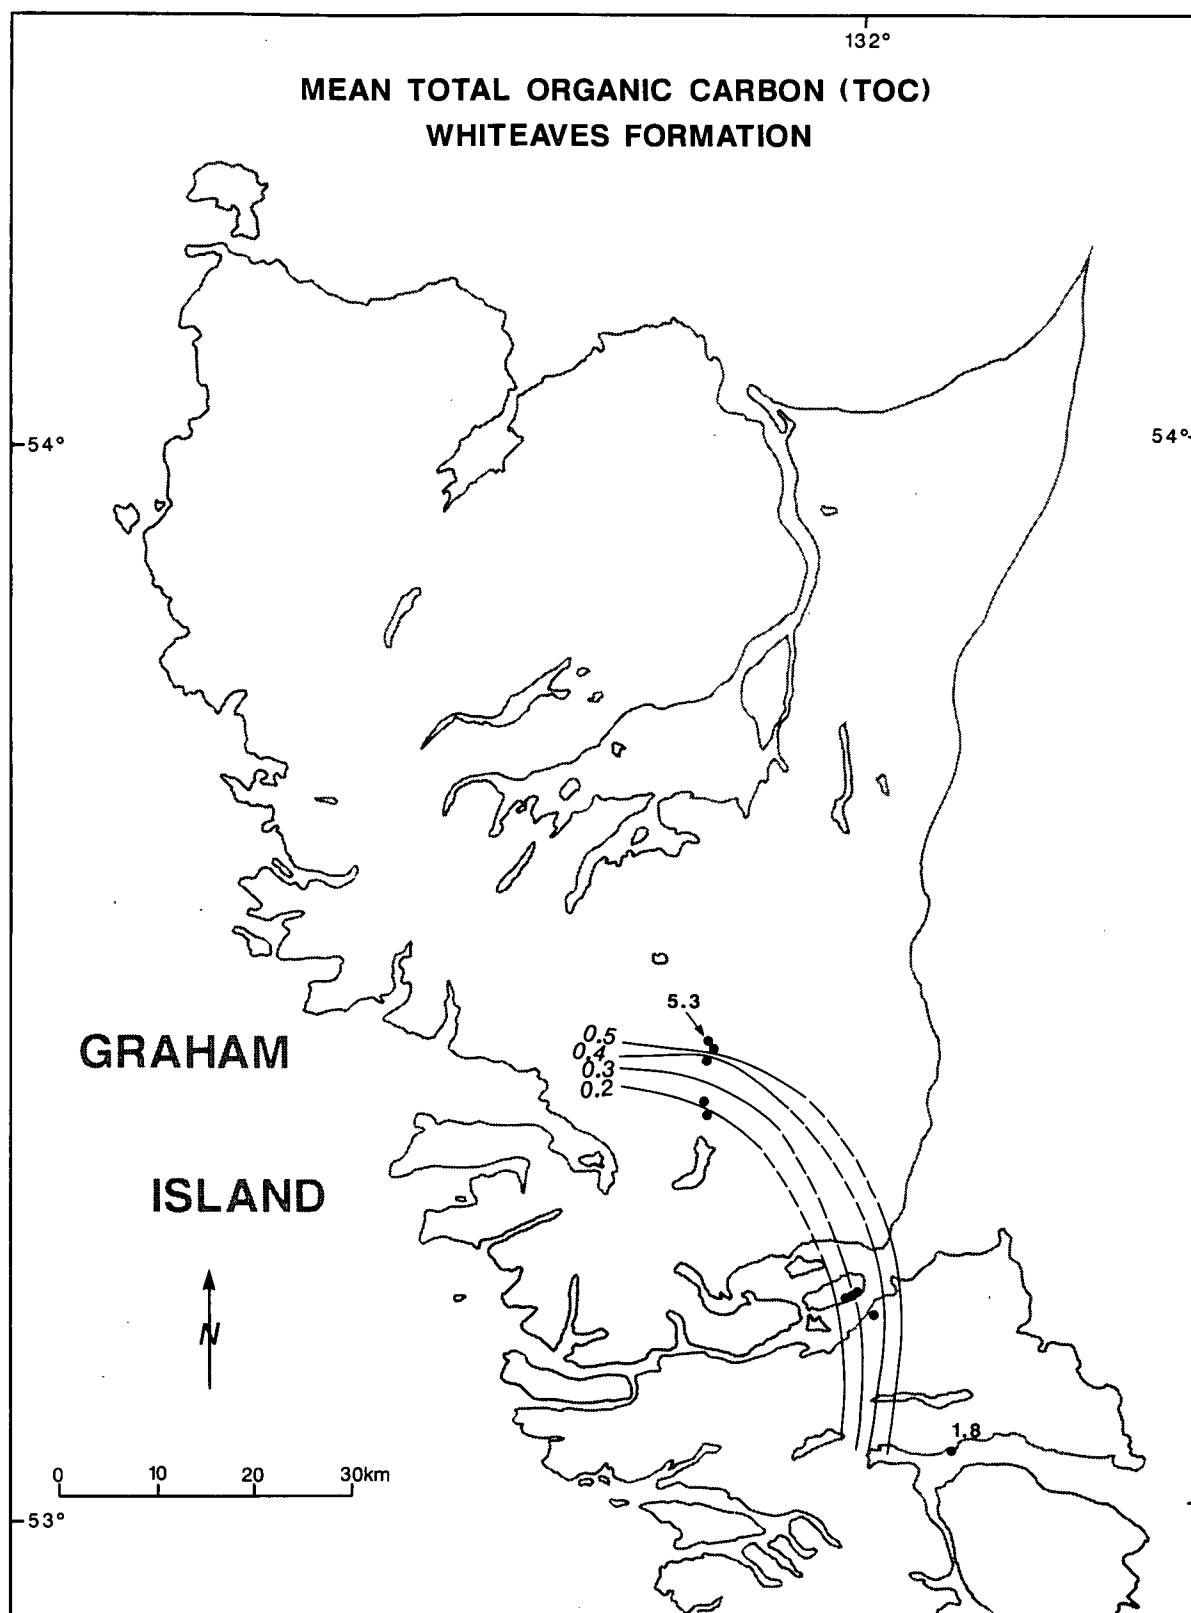 132°
MEAN TOTAL ORGANIC CARBON (TOC)
WHITEAVES FORMATION
54°
54°
5.3
0.5
0.4
0.3
0.2
GRAHAM
ISLAND
N
1.8
0 10 20 30km
53°